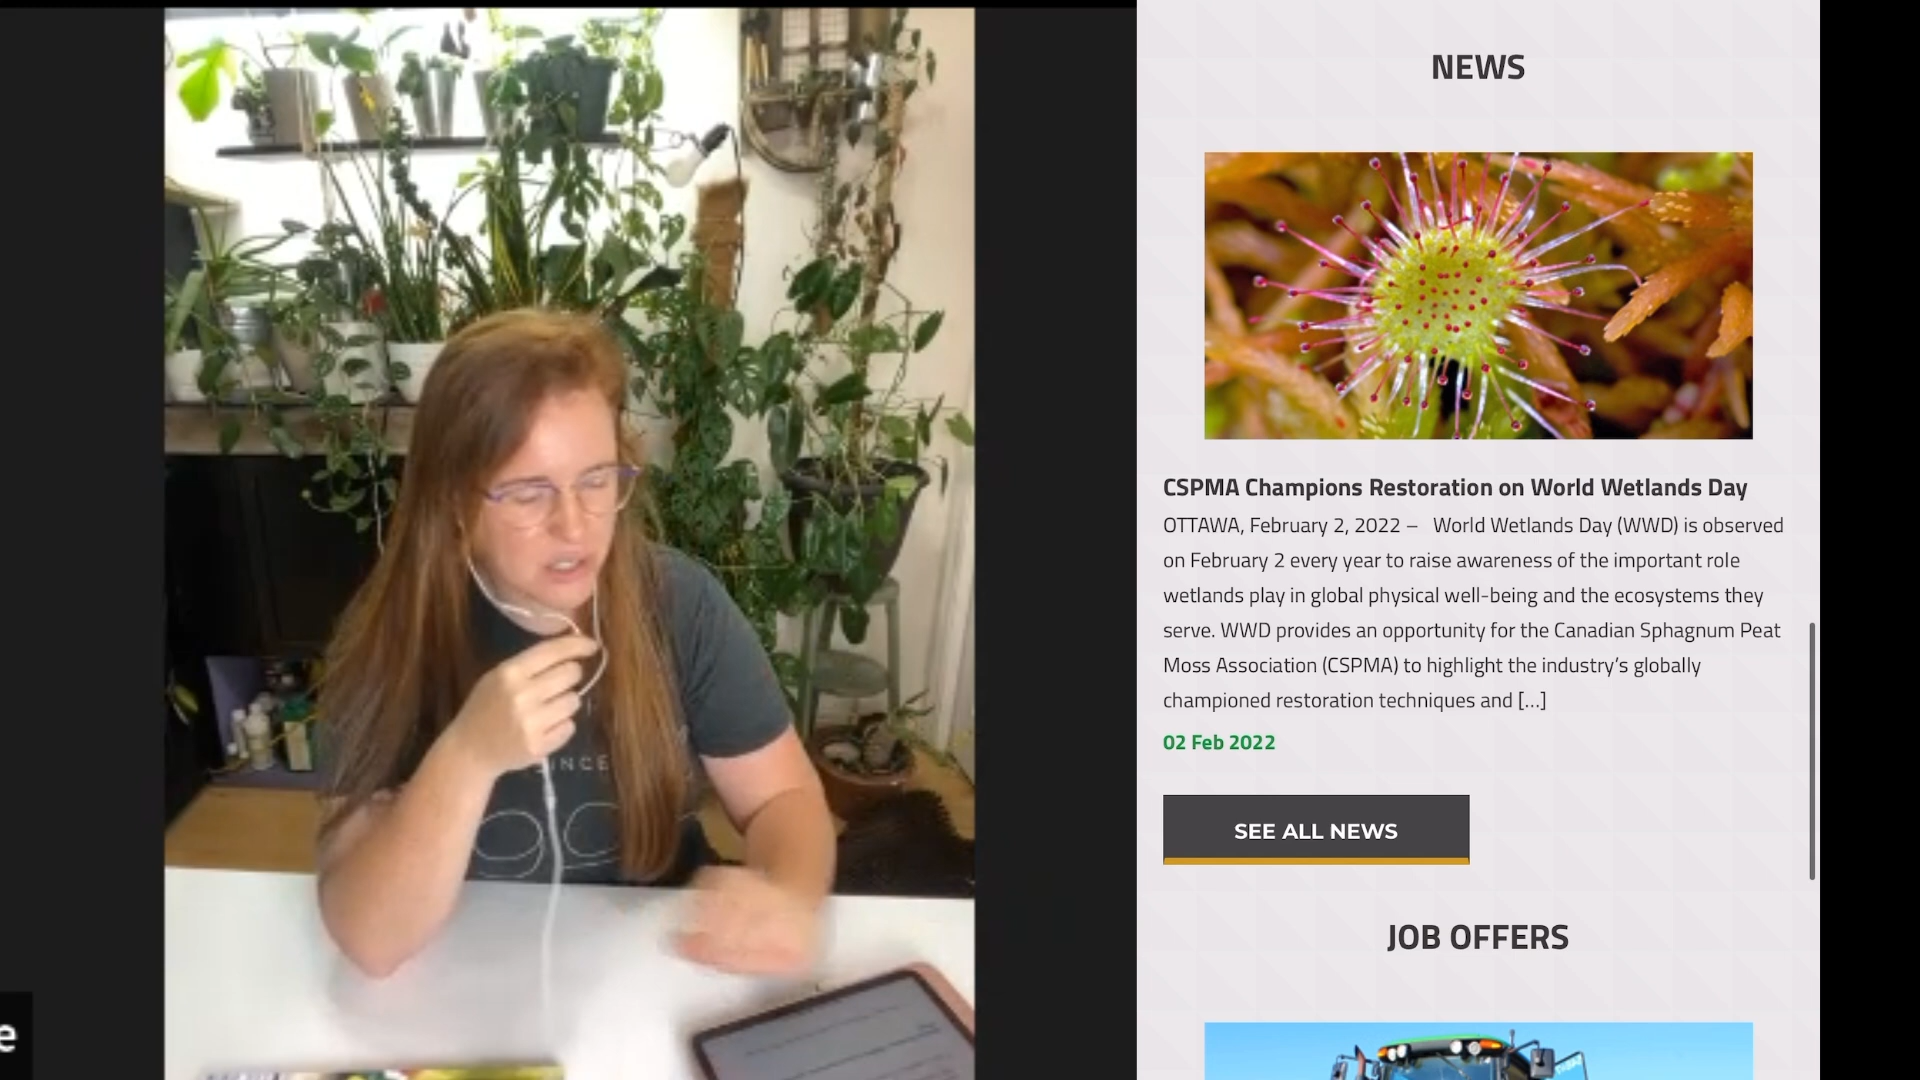 NEWS
CSPMA Champions Restoration on World Wetlands Day
OTTAWA, February 2, 2022 – World Wetlands Day (WWD) is observed
on February 2 every year to raise awareness of the important role
wetlands play in global physical well-being and the ecosystems they
serve. WWD provides an opportunity for the Canadian Sphagnum Peat
Moss Association (CSPMA) to highlight the industry’s globally
championed restoration techniques and [...]
02 Feb 2022
SEE ALL NEWS
JOB OFFERS
e